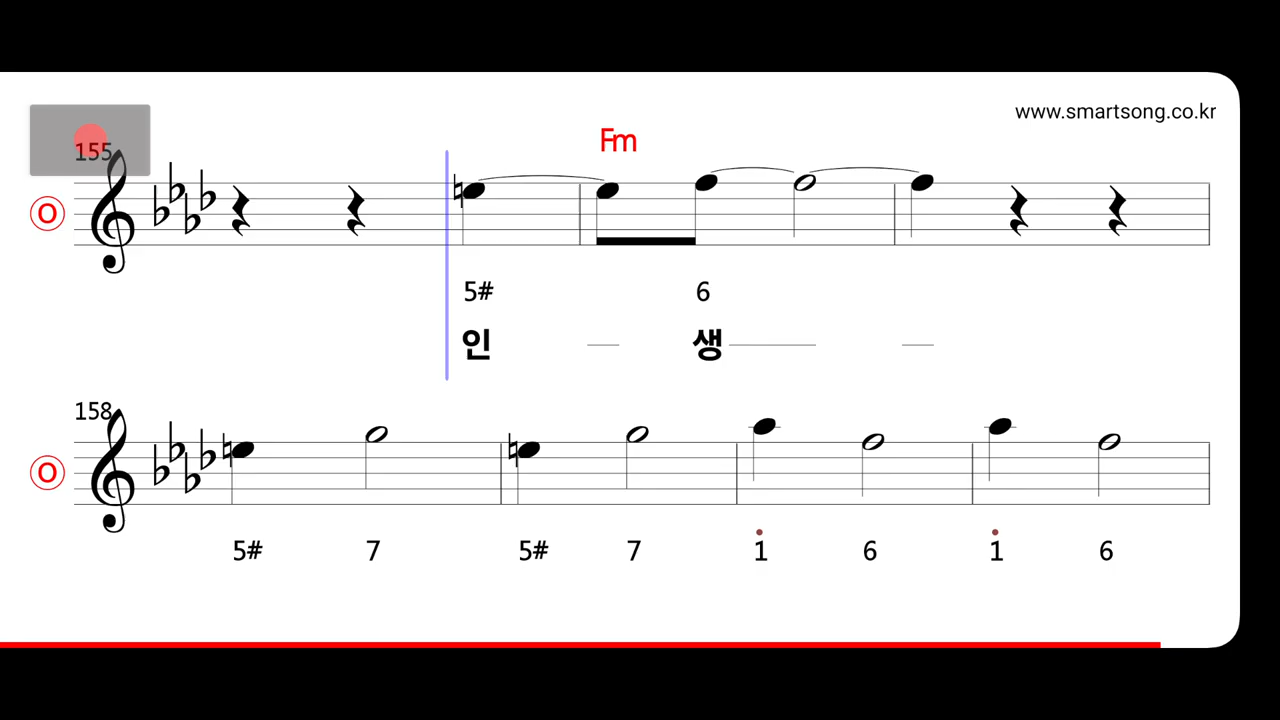 www.smartsong.co.kr
155
Fm
O
5# 6
인 생
158
O
5# 7 5# 7 1 6 1 6